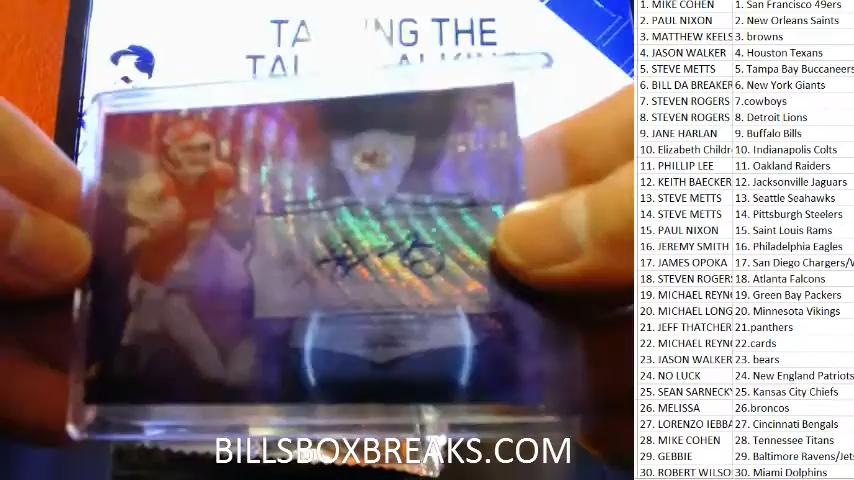 TA NG THE
BILLSBOXBREAKS.COM
1. MIKE COHEN 1. San Francisco 49ers
2. PAUL NIXON 2. New Orleans Saints
3. MATTHEW KEELS 3. browns
4. JASON WALKER 4. Houston Texans
5. STEVE METTS 5. Tampa Bay Buccaneers
6. BILL DA BREAKER 6. New York Giants
7. STEVEN ROGERS 7.cowboys
8. STEVEN ROGERS 8. Detroit Lions
9. JANE HARLAN 9. Buffalo Bills
10. Elizabeth Childr 10. Indianapolis Colts
11. PHILLIP LEE 11. Oakland Raiders
12. KEITH BAECKER 12. Jacksonville Jaguars
13. STEVE METTS 13. Seattle Seahawks
14. STEVE METTS 14. Pittsburgh Steelers
15. PAUL NIXON 15. Saint Louis Rams
16. JEREMY SMITH 16. Philadelphia Eagles
17. JAMES OPOKA 17. San Diego Chargers/V
18. STEVEN ROGERS 18. Atlanta Falcons
19. MICHAEL REYN 19. Green Bay Packers
20. MICHAEL LONG 20. Minnesota Vikings
21. JEFF THATCHER 21.panthers
22. MICHAEL REYN 22.cards
23. JASON WALKER 23. bears
24. NO LUCK 24. New England Patriots
25. SEAN SARNECK 25. Kansas City Chiefs
26. MELISSA 26.broncos
27. LORENZO IEBBA 27. Cincinnati Bengals
28. MIKE COHEN 28. Tennessee Titans
29. GEBBIE 29. Baltimore Ravens/Jets
30. ROBERT WILSO 30. Miami Dolphins